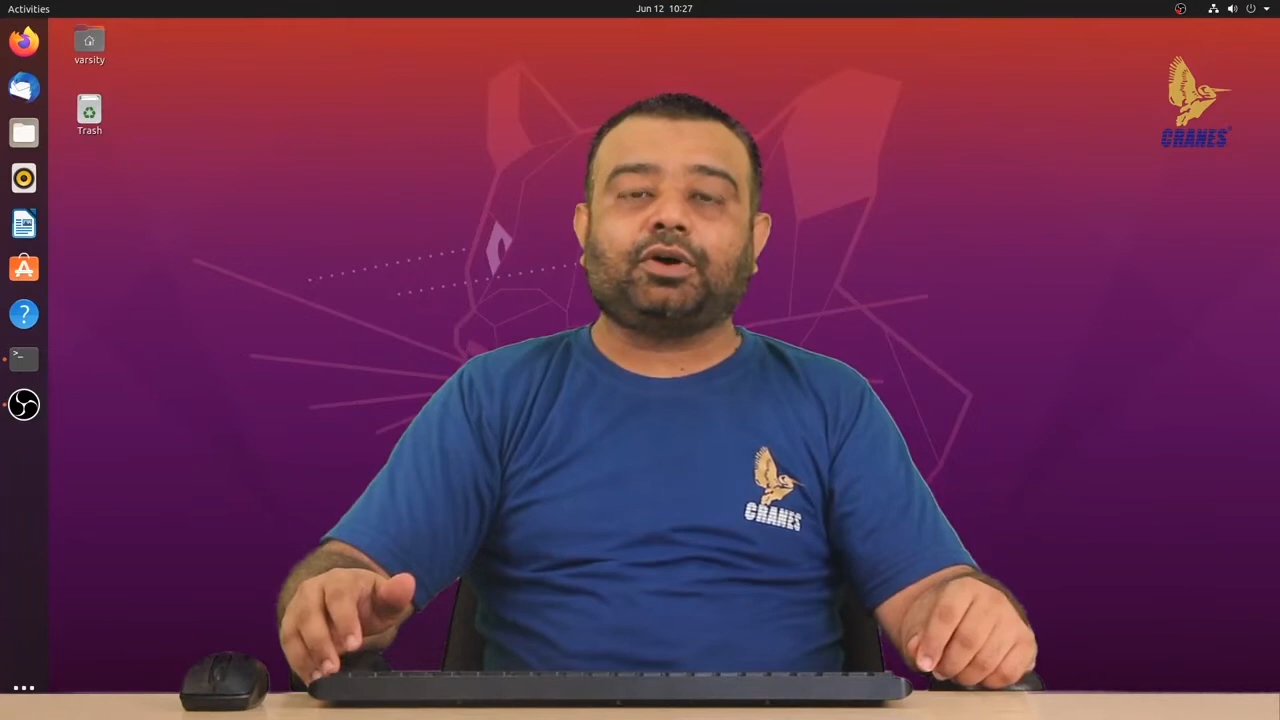 Activities
Jun 12 10:27
varsity
Trash
CRANES
?
>_
CRANES